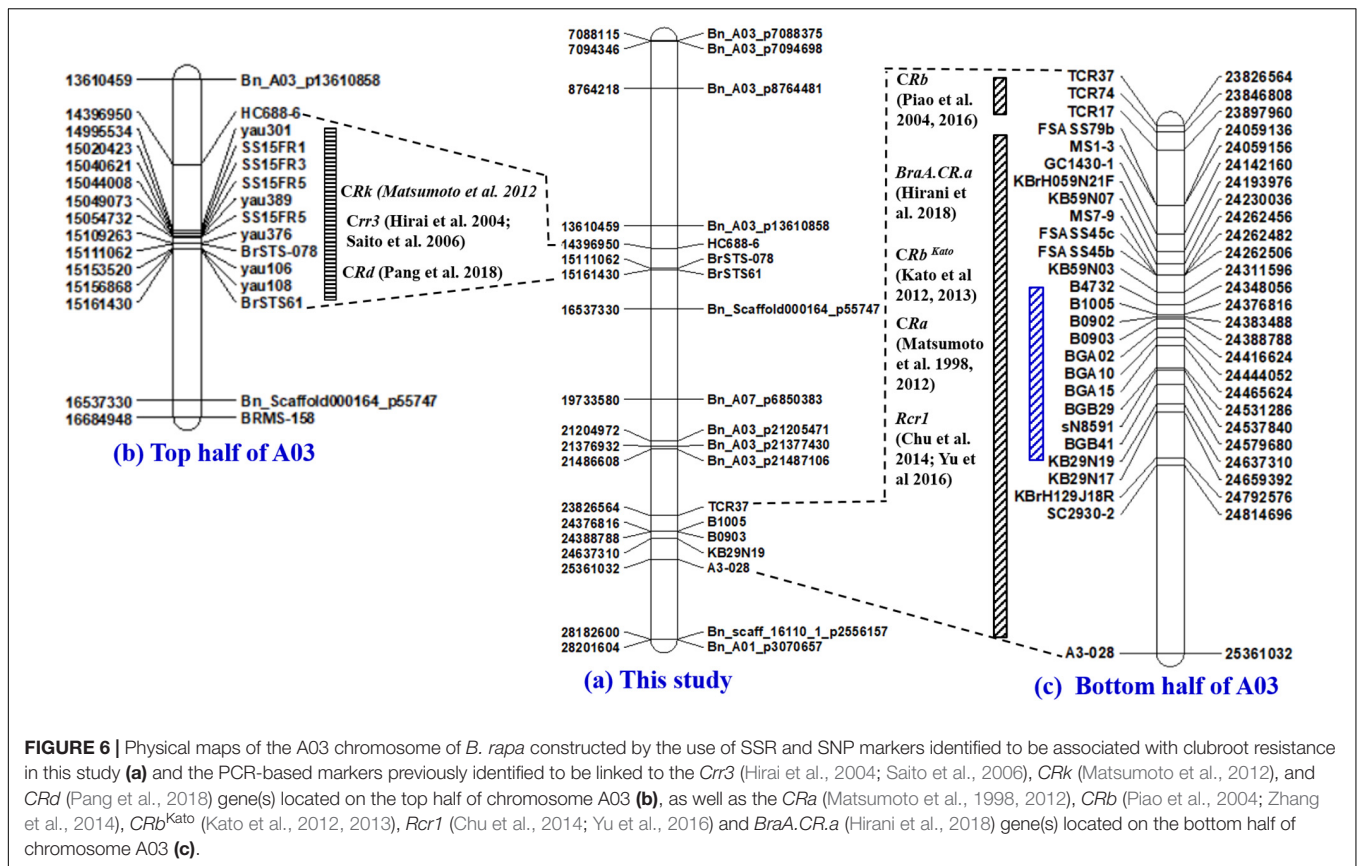 13610459 Bn_A03_p13610858
14396950 HC688-6
14995534 yau301
15020423 SS15FR1
15040621 SS15FR3
15044008 SS15FR5
15049073 yau389
15054732 SS15FR5
15109263 yau376
15111062 BrSTS-078
15153520 yau106
15156868 yau108
15161430 BrSTS61
16537330 Bn_Scaffold000164_p55747
16684948 BRMS-158
(b) Top half of A03
CRk (Matsumoto et al. 2012
Crr3 (Hirai et al. 2004;
Saito et al. 2006)
CRd (Pang et al. 2018)
7088115 Bn_A03_p7088375
7094346 Bn_A03_p7094698
8764218 Bn_A03_p8764481
13610459 Bn_A03_p13610858
14396950 HC688-6
15111062 BrSTS-078
15161430 BrSTS61
16537330 Bn_Scaffold000164_p55747
19733580 Bn_A07_p6850383
21204972 Bn_A03_p21205471
21376932 Bn_A03_p21377430
21486608 Bn_A03_p21487106
23826564 TCR37
24376816 B1005
24388788 B0903
24637310 KB29N19
25361032 A3-028
28182600 Bn_scaff_16110_1_p2556157
28201604 Bn_A01_p3070657
(a) This study
CRb
(Piao et al.
2004, 2016)
BraA.CR.a
(Hirani et
al. 2018)
CRb Kato
(Kato et al
2012, 2013)
CRa
(Matsumoto
et al. 1998,
2012)
Rcr1
(Chu et al.
2014; Yu et
al 2016)
TCR37 23826564
TCR74 23846808
TCR17 23897960
FSASS79b 24059136
MS1-3 24059156
GC1430-1 24142160
KBrH059N21F 24193976
KB59N07 24230036
MS7-9 24262456
FSASS45c 24262482
FSASS45b 24262506
KB59N03 24311596
B4732 24348056
B1005 24376816
B0902 24383488
B0903 24388788
BGA02 24416624
BGA10 24444052
BGA15 24465624
BGB29 24531286
sN8591 24537840
BGB41 24579680
KB29N19 24637310
KB29N17 24659392
KBrH129J18R 24792576
SC2930-2 24814696
A3-028 25361032
(c) Bottom half of A03
FIGURE 6 | Physical maps of the A03 chromosome of B. rapa constructed by the use of SSR and SNP markers identified to be associated with clubroot resistance
in this study (a) and the PCR-based markers previously identified to be linked to the Crr3 (Hirai et al., 2004; Saito et al., 2006), CRk (Matsumoto et al., 2012), and
CRd (Pang et al., 2018) gene(s) located on the top half of chromosome A03 (b), as well as the CRa (Matsumoto et al., 1998, 2012), CRb (Piao et al., 2004; Zhang
et al., 2014), CRbKato (Kato et al., 2012, 2013), Rcr1 (Chu et al., 2014; Yu et al., 2016) and BraA.CR.a (Hirani et al., 2018) gene(s) located on the bottom half of
chromosome A03 (c).